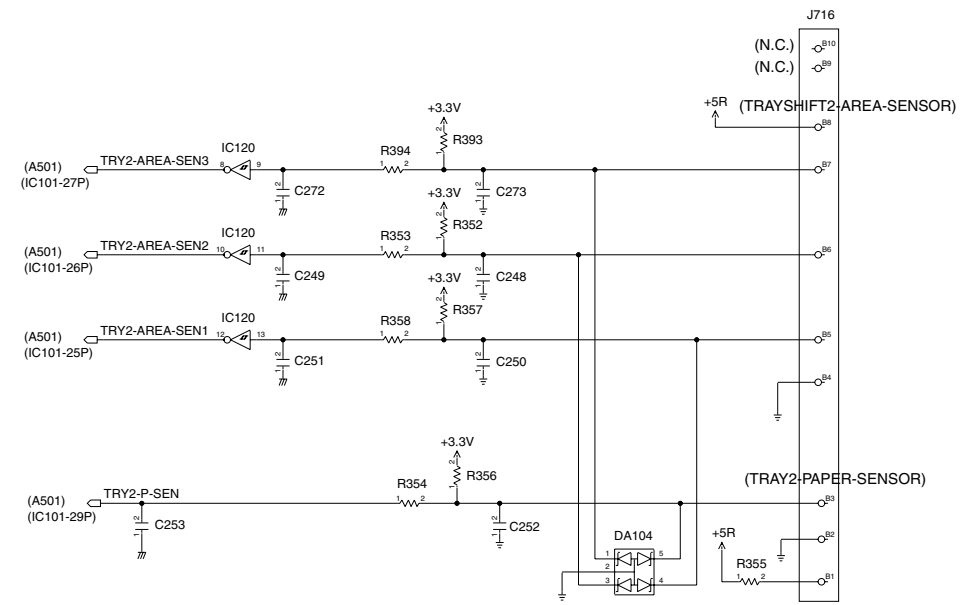 J716
(N.C.) B10
(N.C.) B9
+5R (TRAYSHIFT2-AREA-SENSOR)
B8
+3.3V
2 1 R393
(A501) TRY2-AREA-SEN3 8 IC120 9 R394 1 2 B7
(IC101-27P)
2 1 C272 2 1 C273
+3.3V
2 1 R352
(A501) TRY2-AREA-SEN2 10 IC120 11 R353 1 2 B6
(IC101-26P)
2 1 C249 2 1 C248
+3.3V
2 1 R357
(A501) TRY2-AREA-SEN1 12 IC120 13 R358 1 2 B5
(IC101-25P)
2 1 C251 2 1 C250
B4
+3.3V
2 1 R356
(TRAY2-PAPER-SENSOR)
(A501) TRY2-P-SEN R354 1 2 B3
(IC101-29P)
2 1 C253 2 1 C252
DA104 +5R B2
1 5
2
3 4
R355 1 2 B1